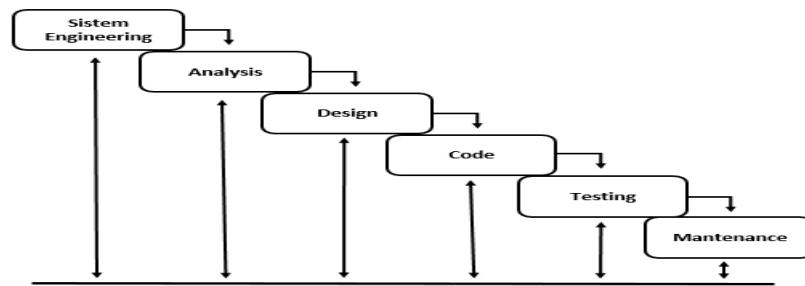 Sistem
Engineering
Analysis
Design
Code
Testing
Mantenance